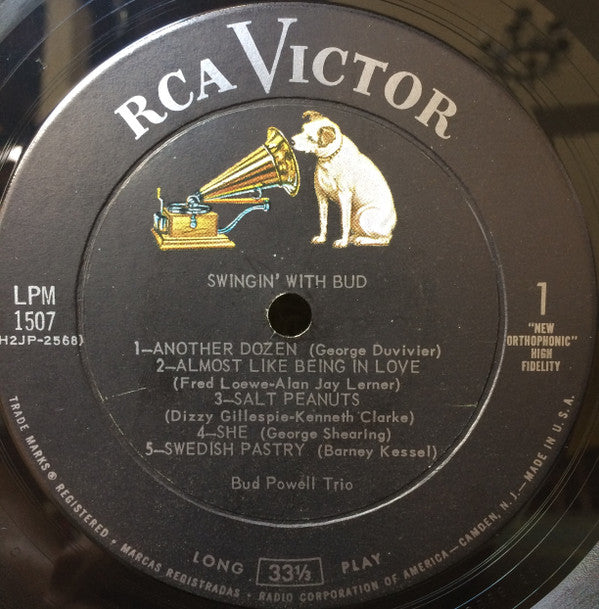 RCA VICTOR
SWINGIN' WITH BUD
LPM
1507
H2JP-2568)
1
"NEW
ORTHOPHONIC"
HIGH
FIDELITY
1—ANOTHER DOZEN (George Duvivier)
2—ALMOST LIKE BEING IN LOVE
(Fred Loewe-Alan Jay Lerner)
3—SALT PEANUTS
(Dizzy Gillespie-Kenneth Clarke)
4—SHE (George Shearing)
5—SWEDISH PASTRY (Barney Kessel)
Bud Powell Trio
LONG 33⅓ PLAY
TRADE MARKS ® REGISTERED • MARCAS REGISTRADAS • RADIO CORPORATION OF AMERICA—CAMDEN, N. J.—MADE IN U.S.A.